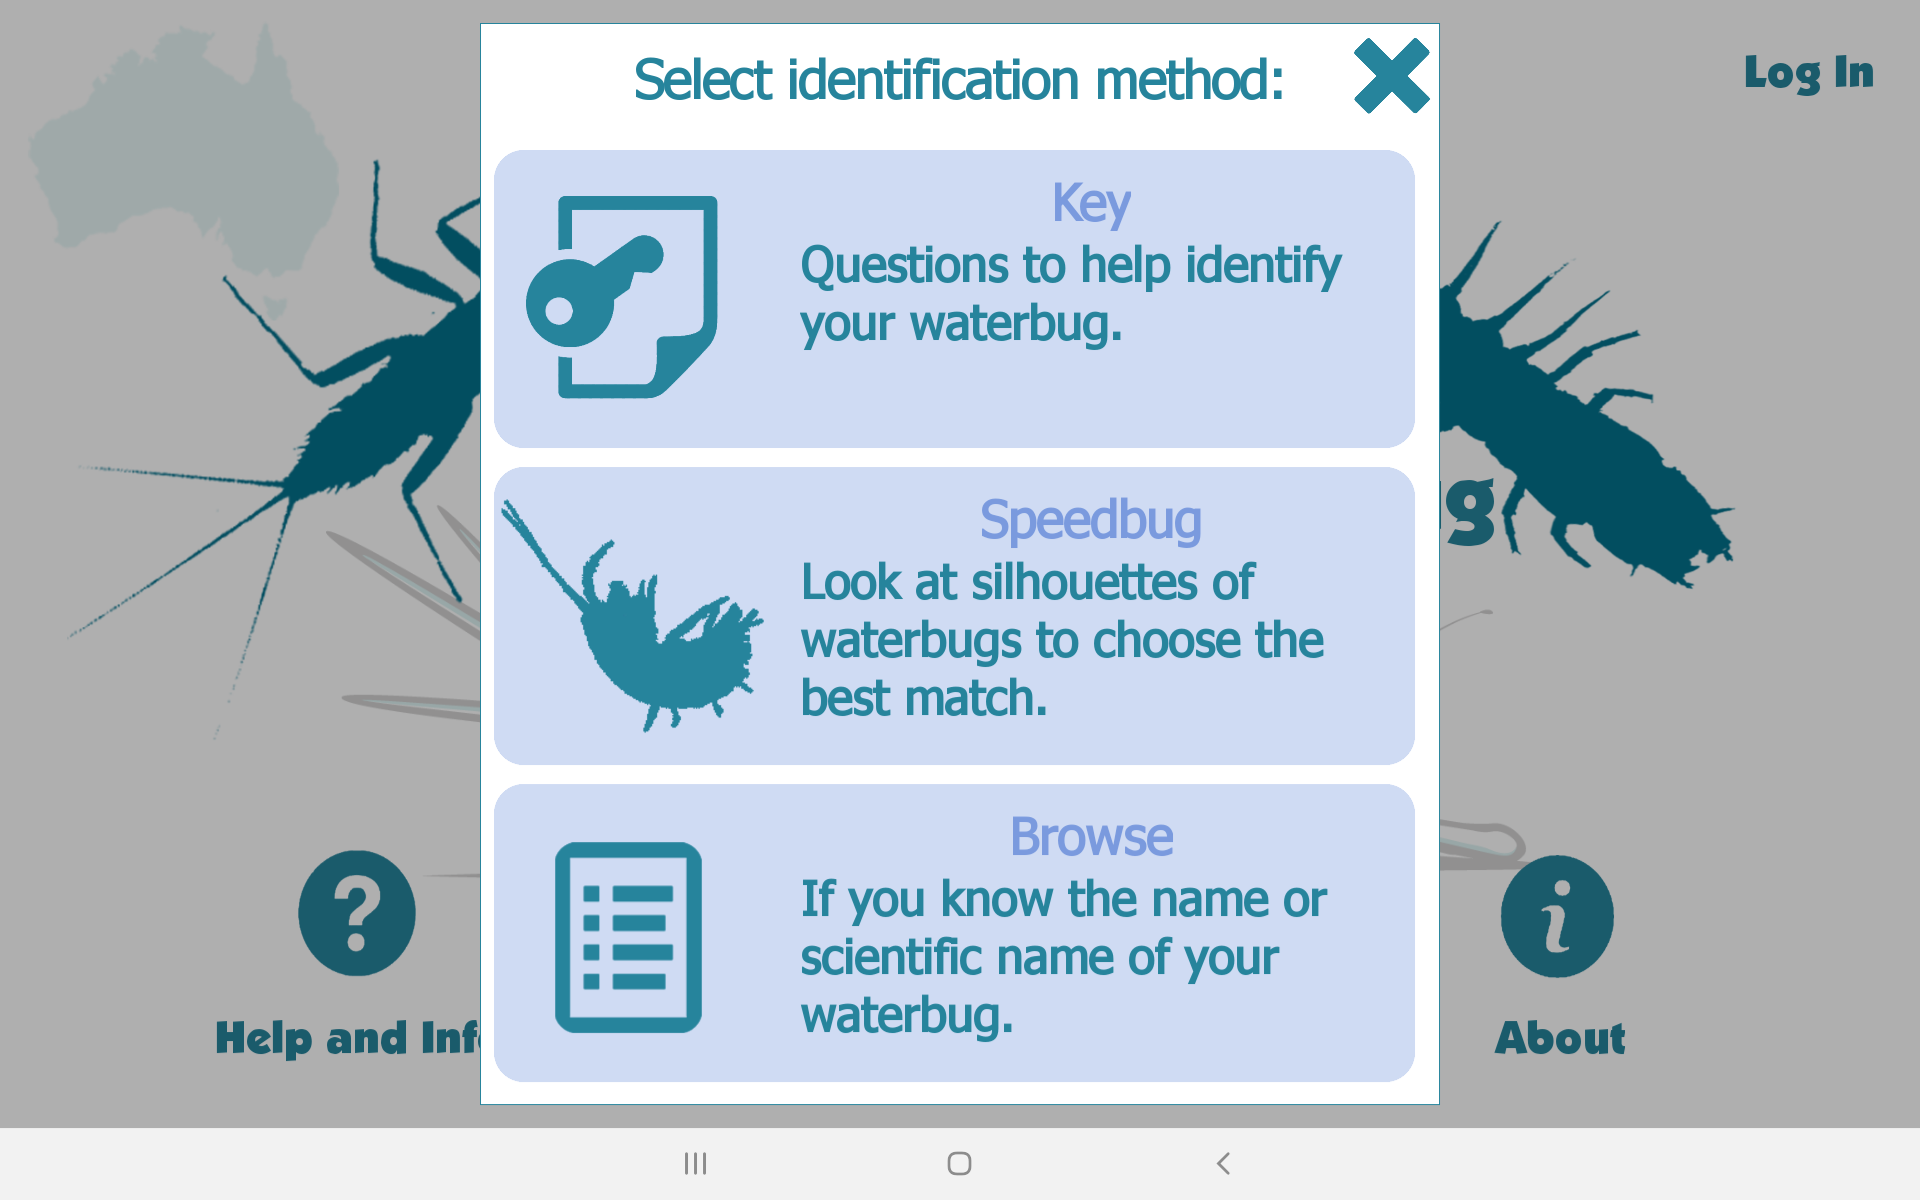 Select identification method:
Log In
Key
Questions to help identify
your waterbug.
Speedbug
Look at silhouettes of
waterbugs to choose the
best match.
Browse
If you know the name or
scientific name of your
waterbug.
Help and Inf
About